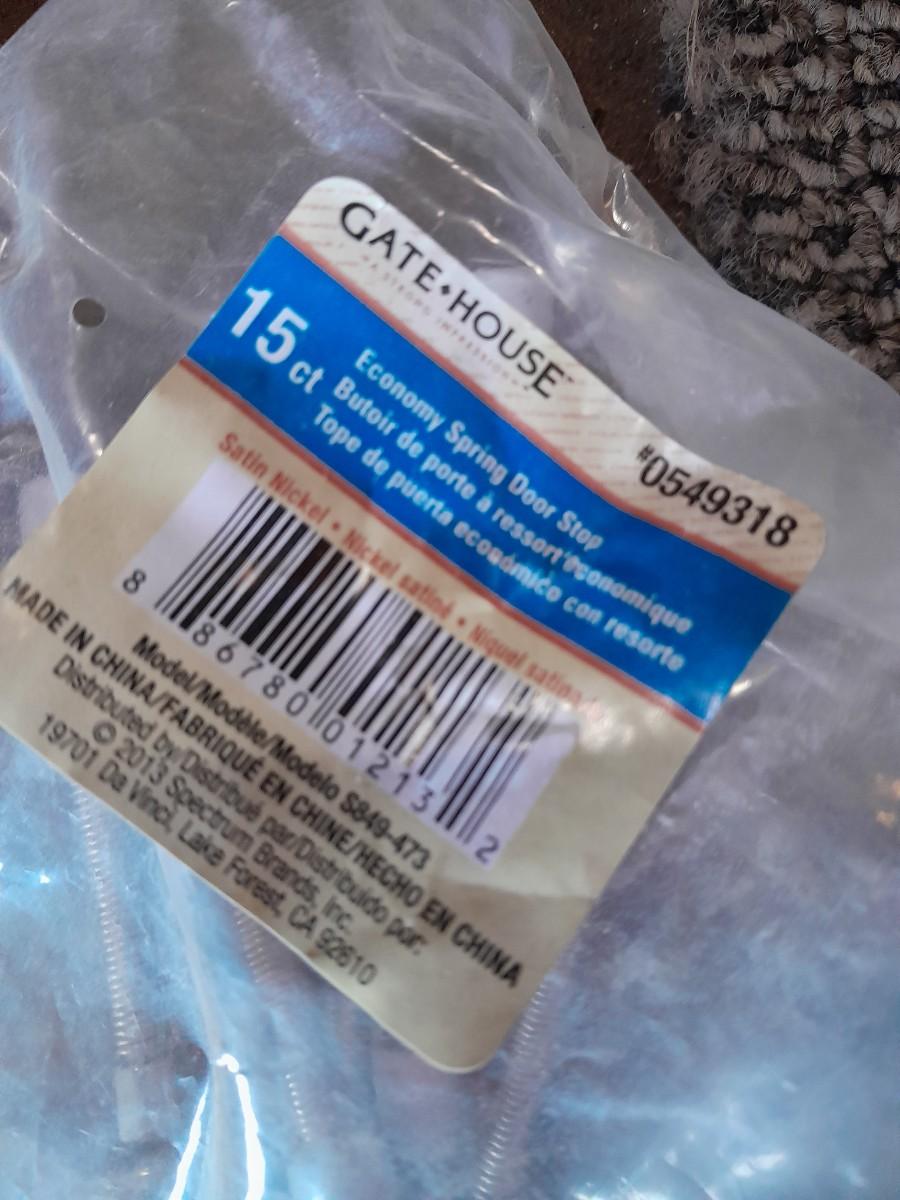 GATE HOUSE™
A STRONG IMPRESSION
#0549318
15 ct
Economy Spring Door Stop
Butoir de porte à ressort économique
Tope de puerta económico con resorte
Satin Nickel • Nickel satiné • Níquel satinado
8 86780 01213 2
Model/Modèle/Modelo S849-473
MADE IN CHINA/FABRIQUÉ EN CHINE/HECHO EN CHINA
Distributed by/Distribué par/Distribuido por:
© 2013 Spectrum Brands, Inc.
19701 Da Vinci, Lake Forest, CA 92610